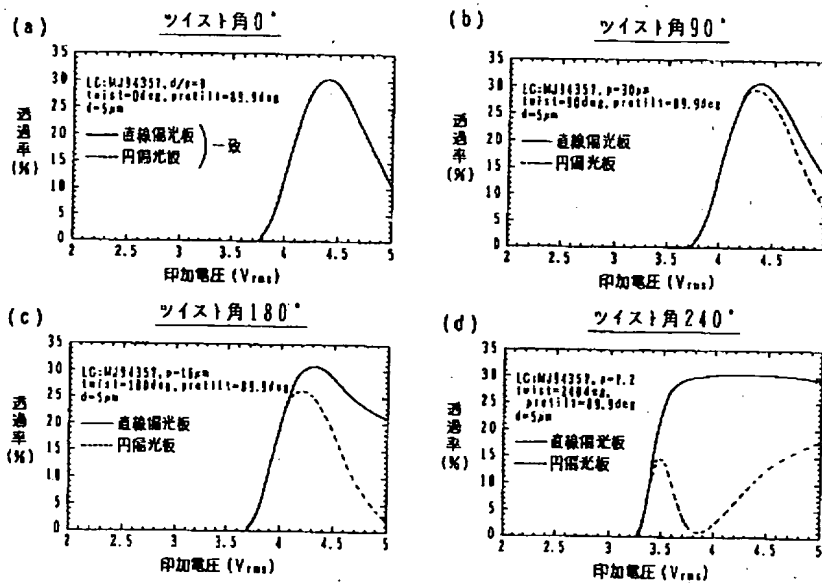 (a)
ツイスト角0°
35
30
25
20
15
10
5
0
透過率(%)
LC:MJ94357, d/p=0
twist=0deg, pretilt=89.9deg
d=5μm
直線偏光板
円偏光板
一致
2
2.5
3
3.5
4
4.5
5
印加電圧(Vrms)
(b)
ツイスト角90°
35
30
25
20
15
10
5
0
透過率(%)
LC:MJ94357, p=30μm
twist=90deg, pretilt=89.9deg
d=5μm
直線偏光板
円偏光板
2
2.5
3
3.5
4
4.5
5
印加電圧(Vrms)
(c)
ツイスト角180°
35
30
25
20
15
10
5
0
透過率(%)
twist=180deg, pretilt=89.9deg
d=5μm
直線偏光板
円偏光板
2
2.5
3
3.5
4
4.5
5
印加電圧(Vrms)
(d)
ツイスト角240°
35
30
25
20
15
10
5
0
透過率(%)
twist=240deg,
pretilt=89.9deg
d=5μm
直線偏光板
円偏光板
2
2.5
3
3.5
4
4.5
5
印加電圧(Vrms)